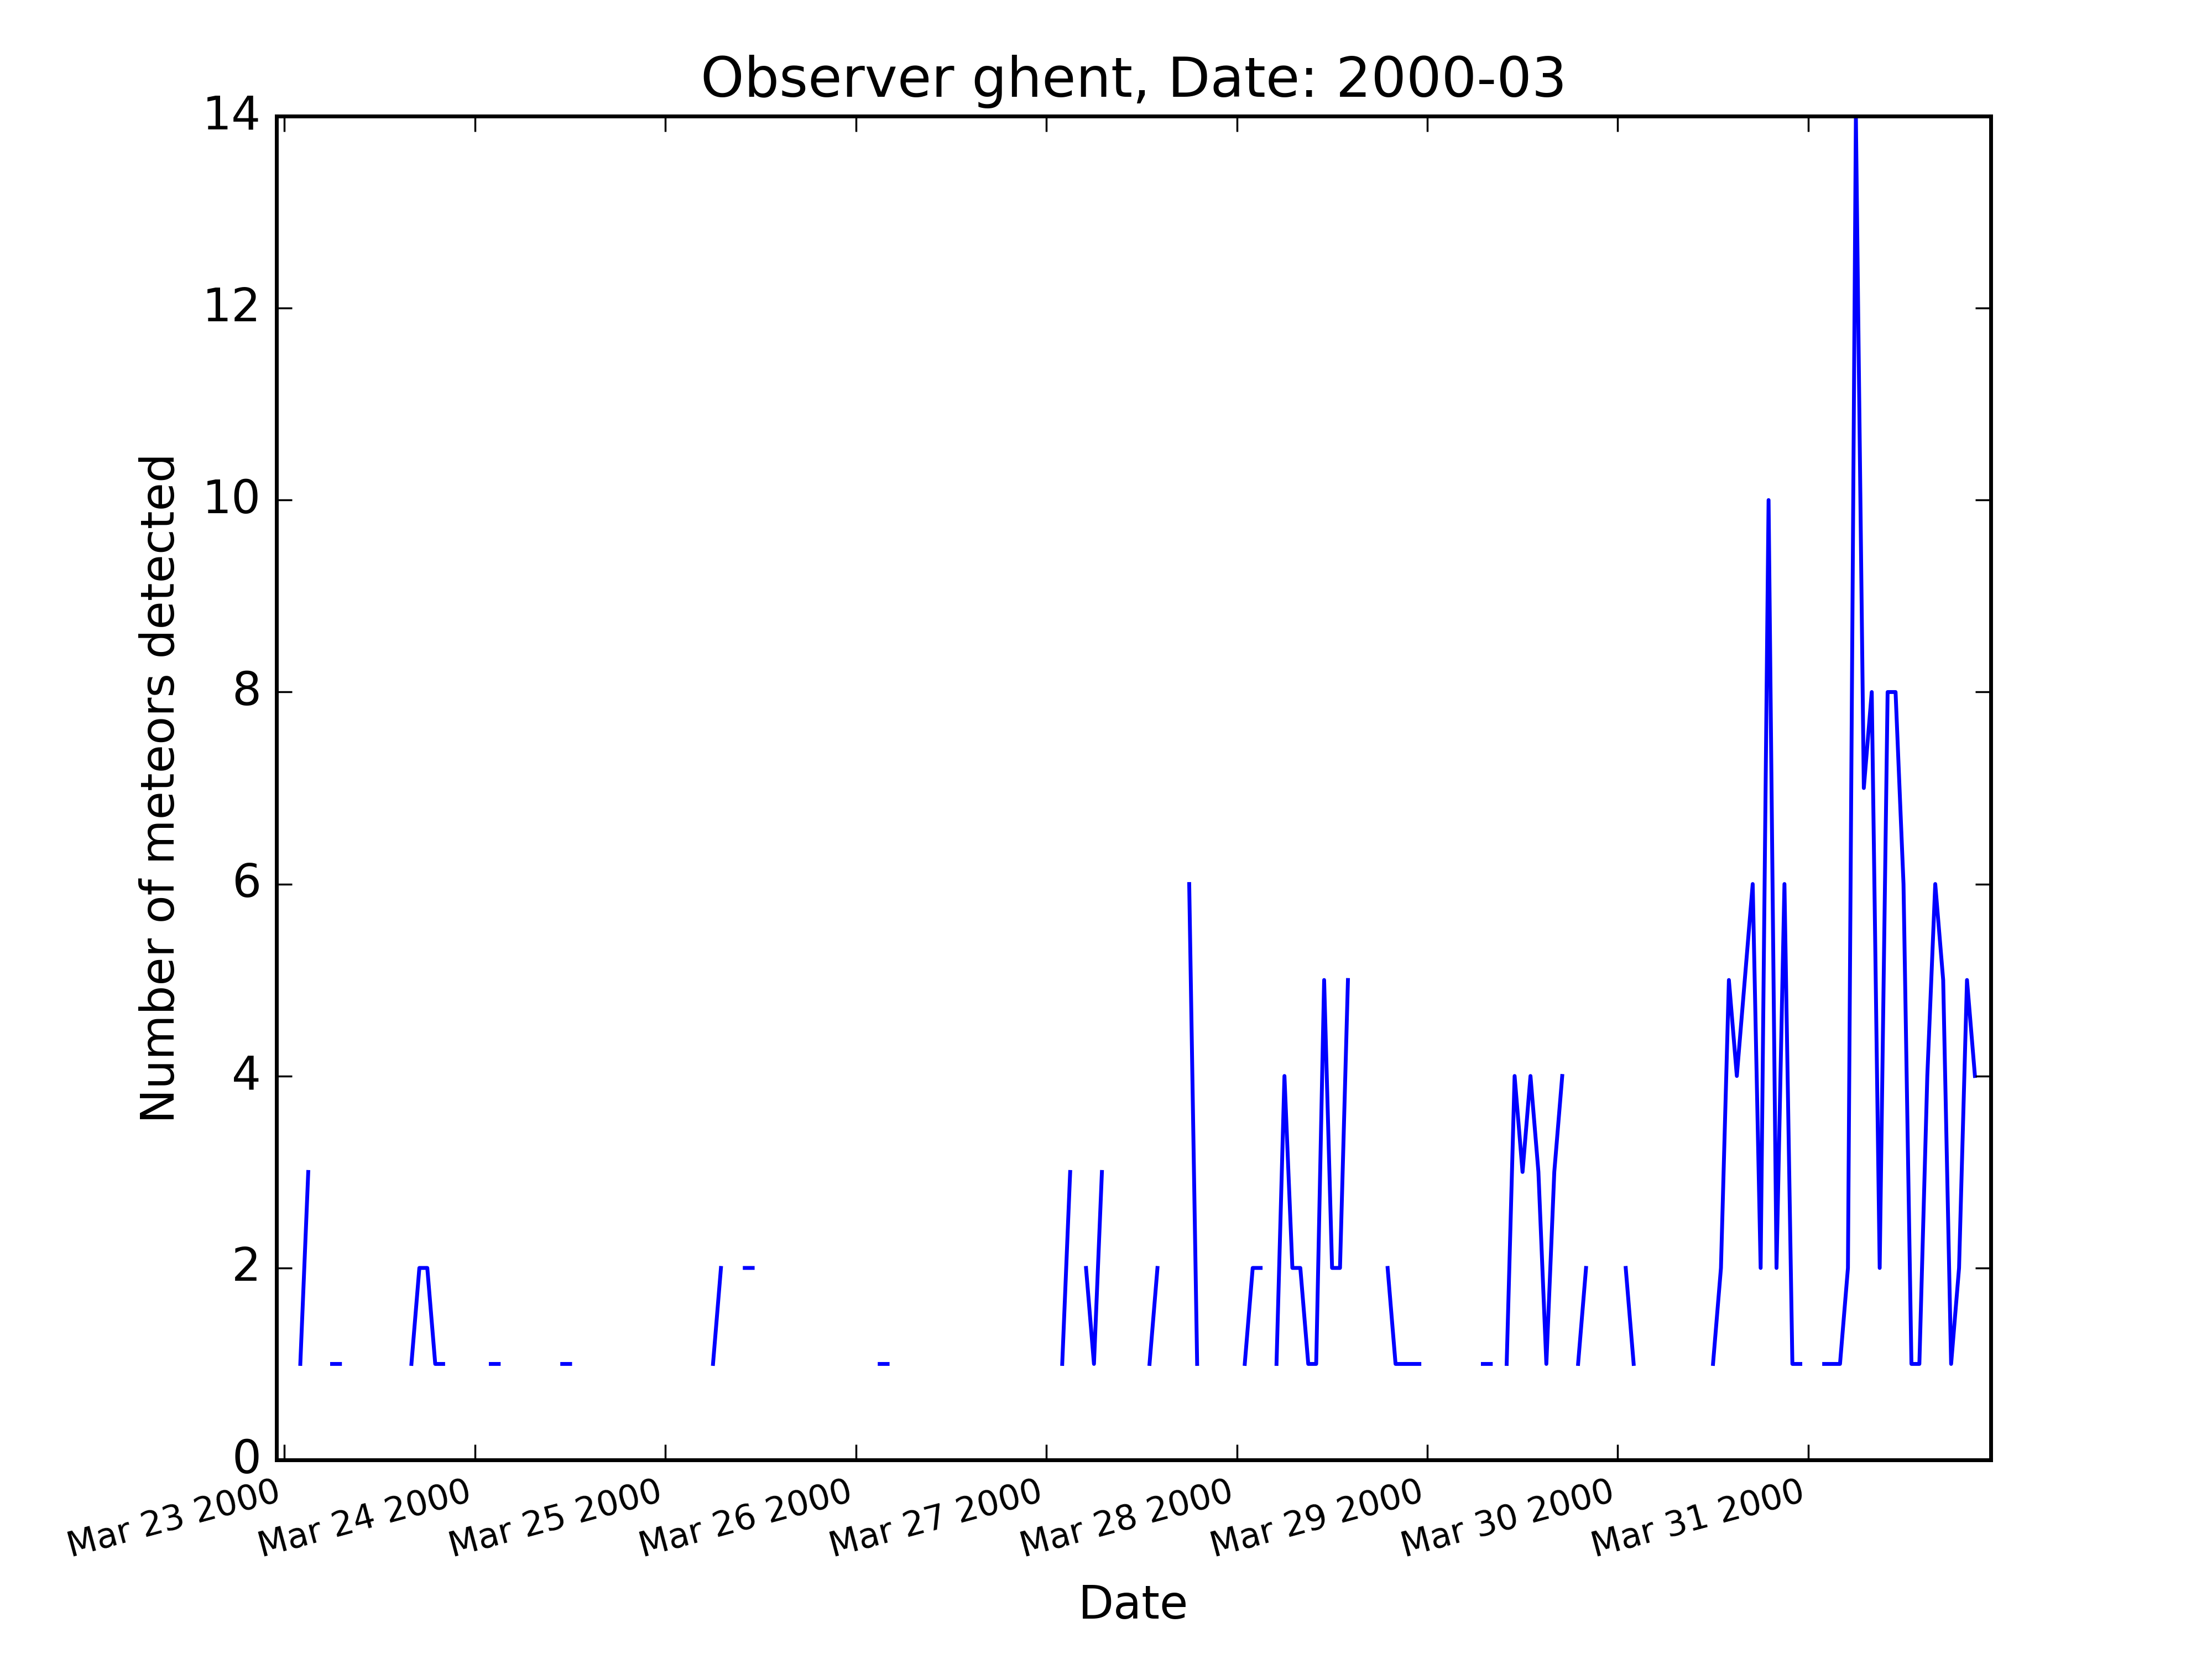 Observer ghent, Date: 2000-03
Number of meteors detected
14
12
10
8
6
4
2
0
Mar 23 2000
Mar 24 2000
Mar 25 2000
Mar 26 2000
Mar 27 2000
Mar 28 2000
Mar 29 2000
Mar 30 2000
Mar 31 2000
Date